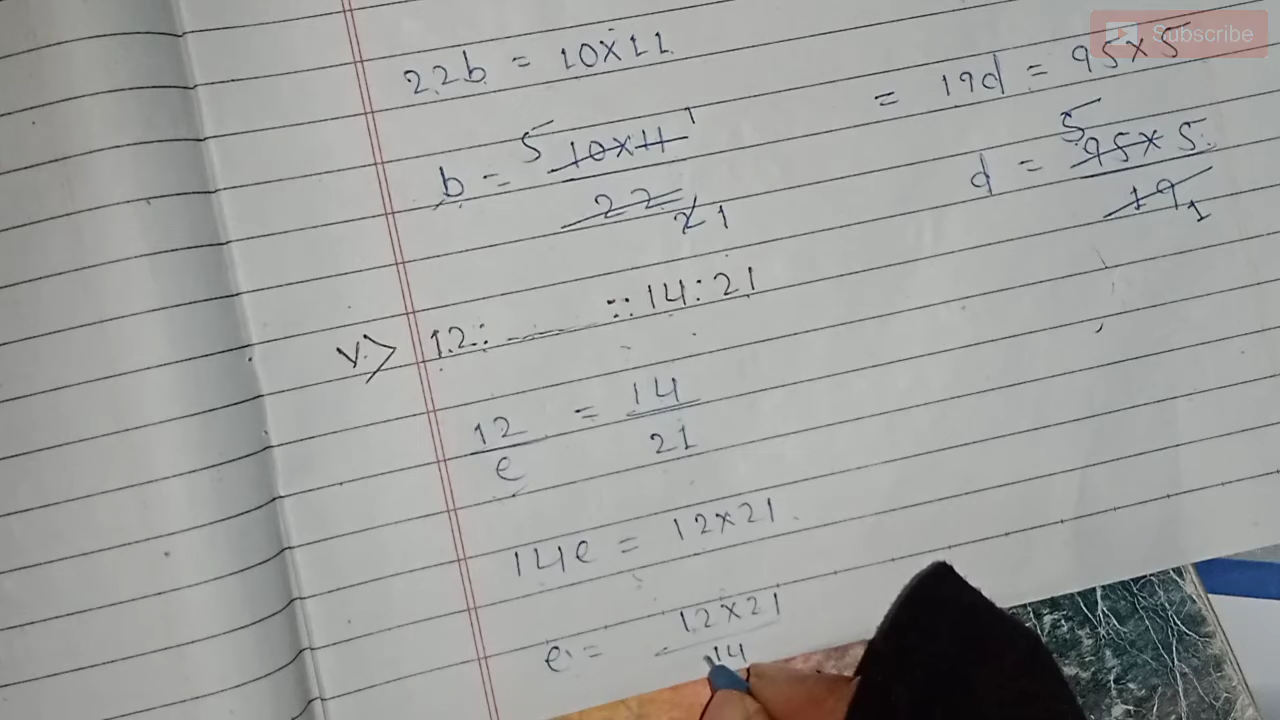 22b = 10×11
b = 5 10×11 1
22
2 1
= 19d = 95×5
d = 5 95×5
19 1
v.> 12: ____ :: 14:21
12/e = 14/21
14e = 12×21
e = 12×21
14
Subscribe